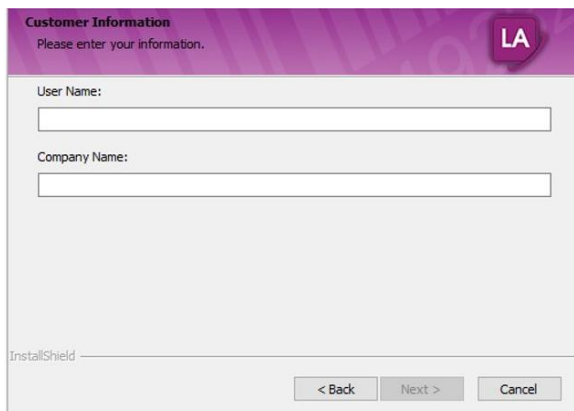 Customer Information
Please enter your information.
LA
User Name:
Company Name:
InstallShield
< Back
Next >
Cancel